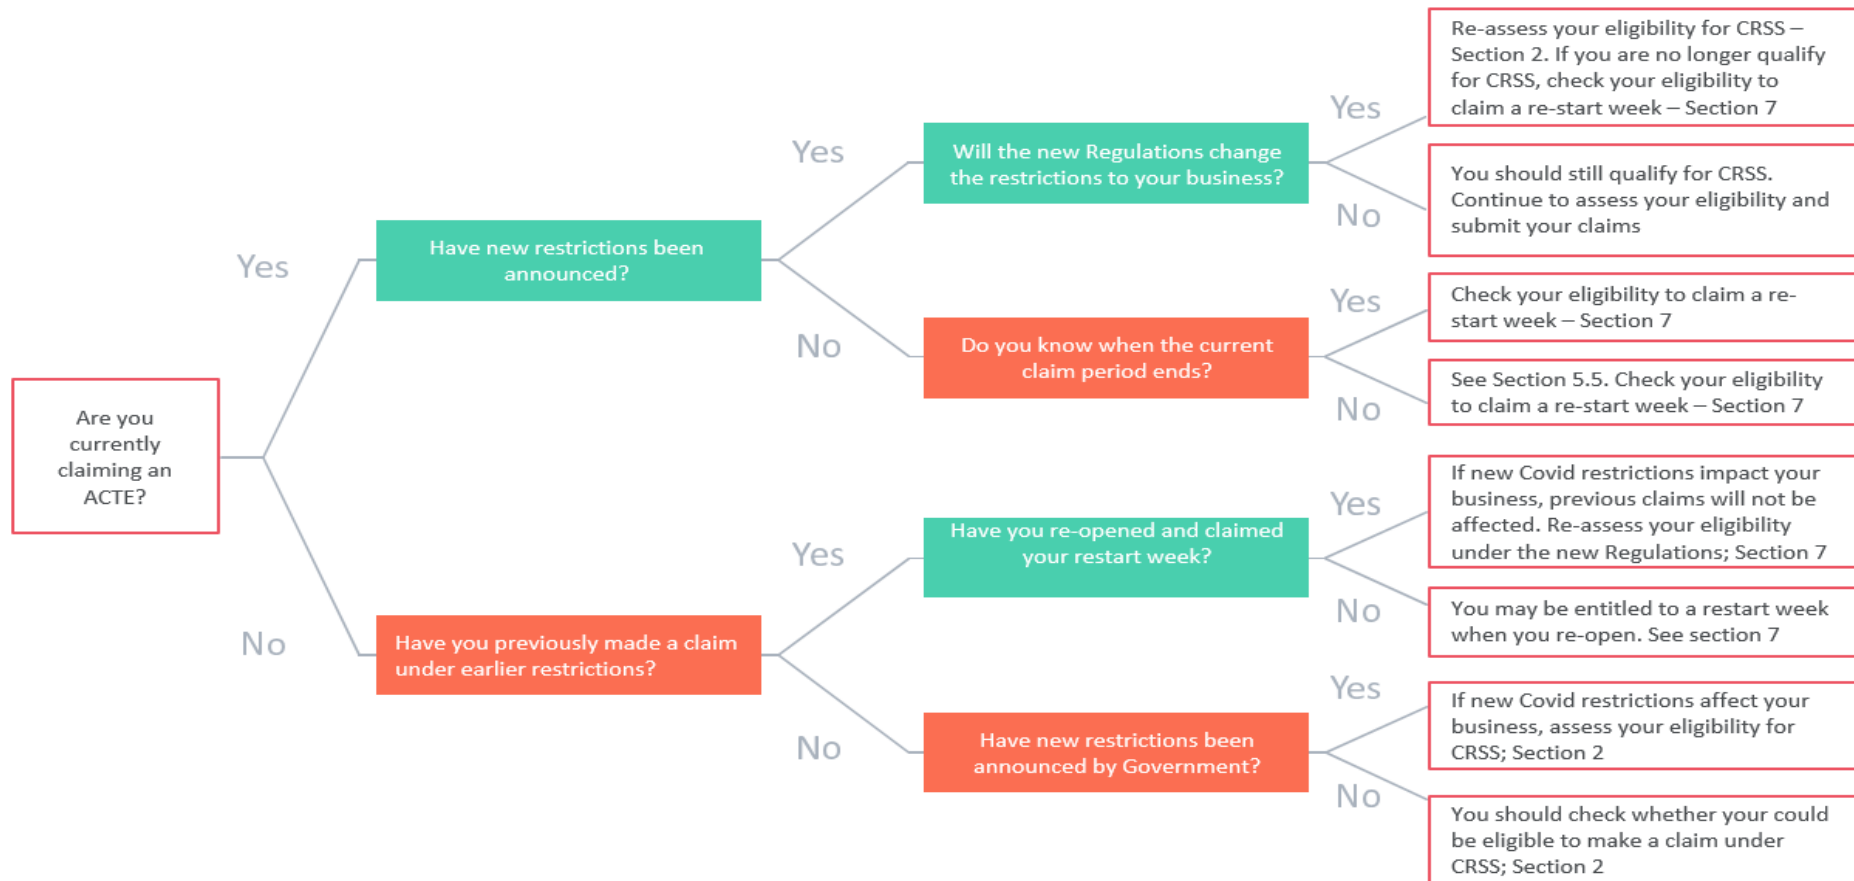 Are you
currently
claiming an
ACTE?
Yes
No
Have new restrictions been
announced?
Have you previously made a claim
under earlier restrictions?
Yes
No
Yes
No
Will the new Regulations change
the restrictions to your business?
Do you know when the current
claim period ends?
Have you re-opened and claimed
your restart week?
Have new restrictions been
announced by Government?
Yes
No
Yes
No
Yes
No
Yes
No
Re-assess your eligibility for CRSS –
Section 2. If you are no longer qualify
for CRSS, check your eligibility to
claim a re-start week – Section 7
You should still qualify for CRSS.
Continue to assess your eligibility and
submit your claims
Check your eligibility to claim a re-
start week – Section 7
See Section 5.5. Check your eligibility
to claim a re-start week – Section 7
If new Covid restrictions impact your
business, previous claims will not be
affected. Re-assess your eligibility
under the new Regulations; Section 7
You may be entitled to a restart week
when you re-open. See section 7
If new Covid restrictions affect your
business, assess your eligibility for
CRSS; Section 2
You should check whether your could
be eligible to make a claim under
CRSS; Section 2